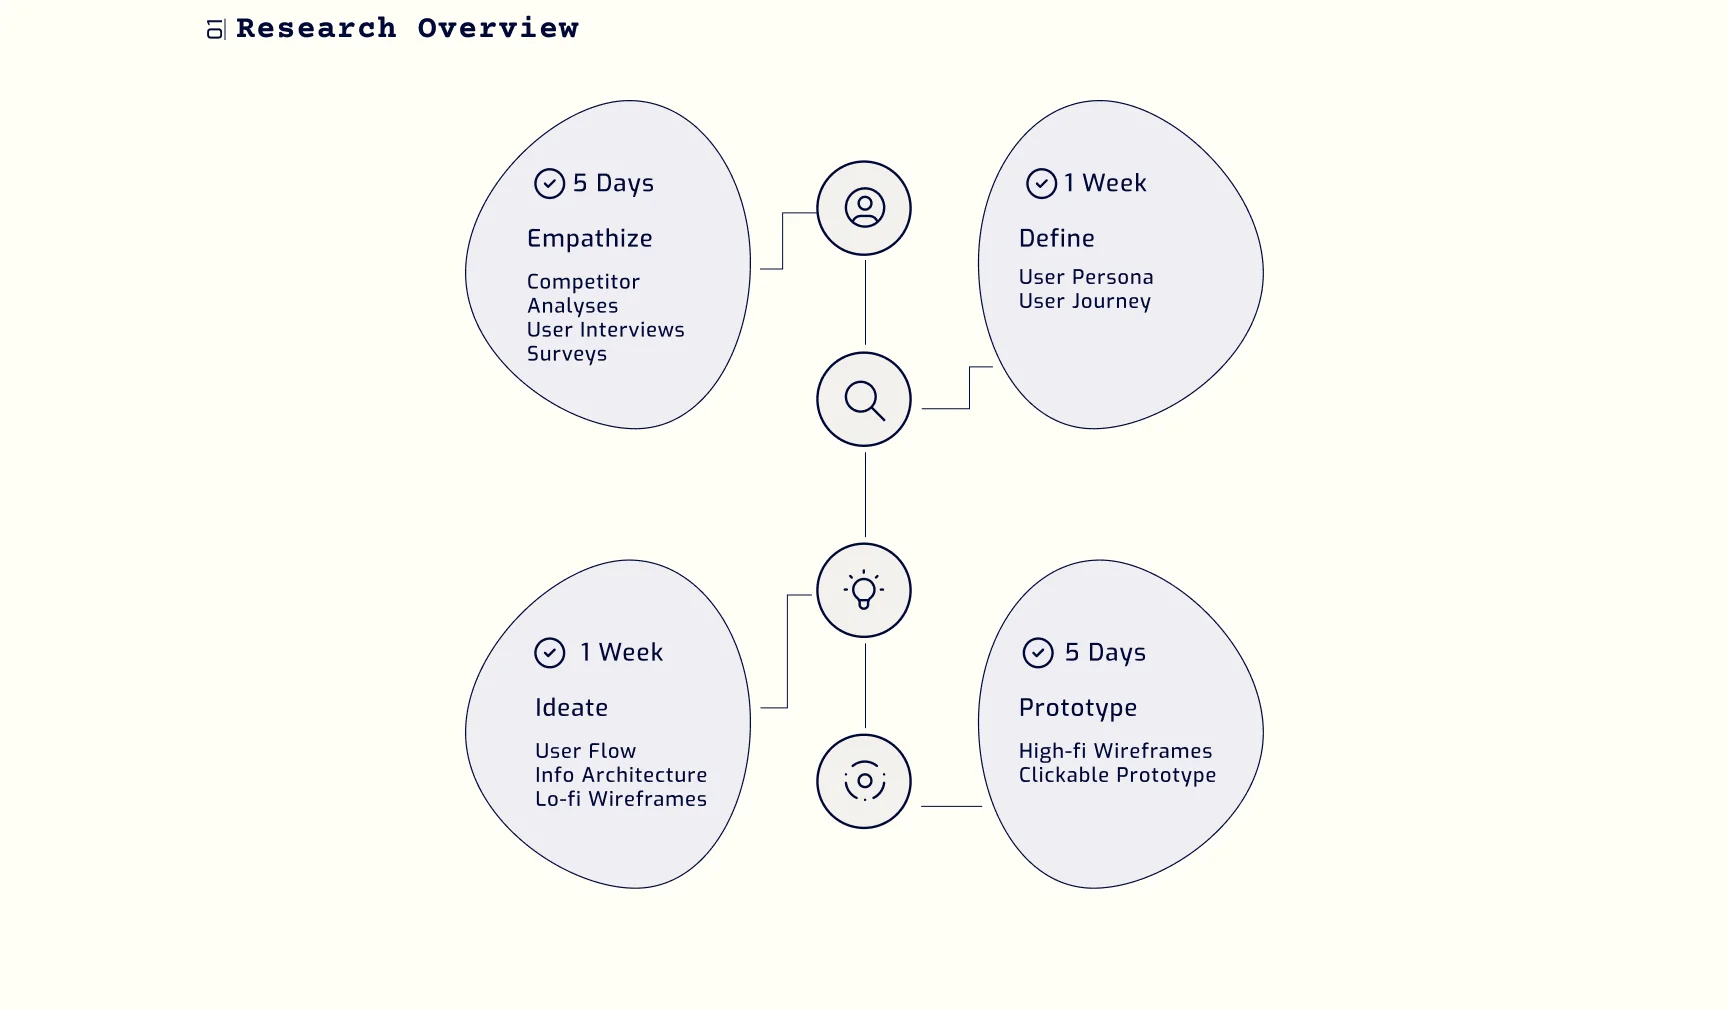 01
Research Overview
5 Days
Empathize
Competitor
Analyses
User Interviews
Surveys
1 Week
Define
User Persona
User Journey
1 Week
Ideate
User Flow
Info Architecture
Lo-fi Wireframes
5 Days
Prototype
High-fi Wireframes
Clickable Prototype